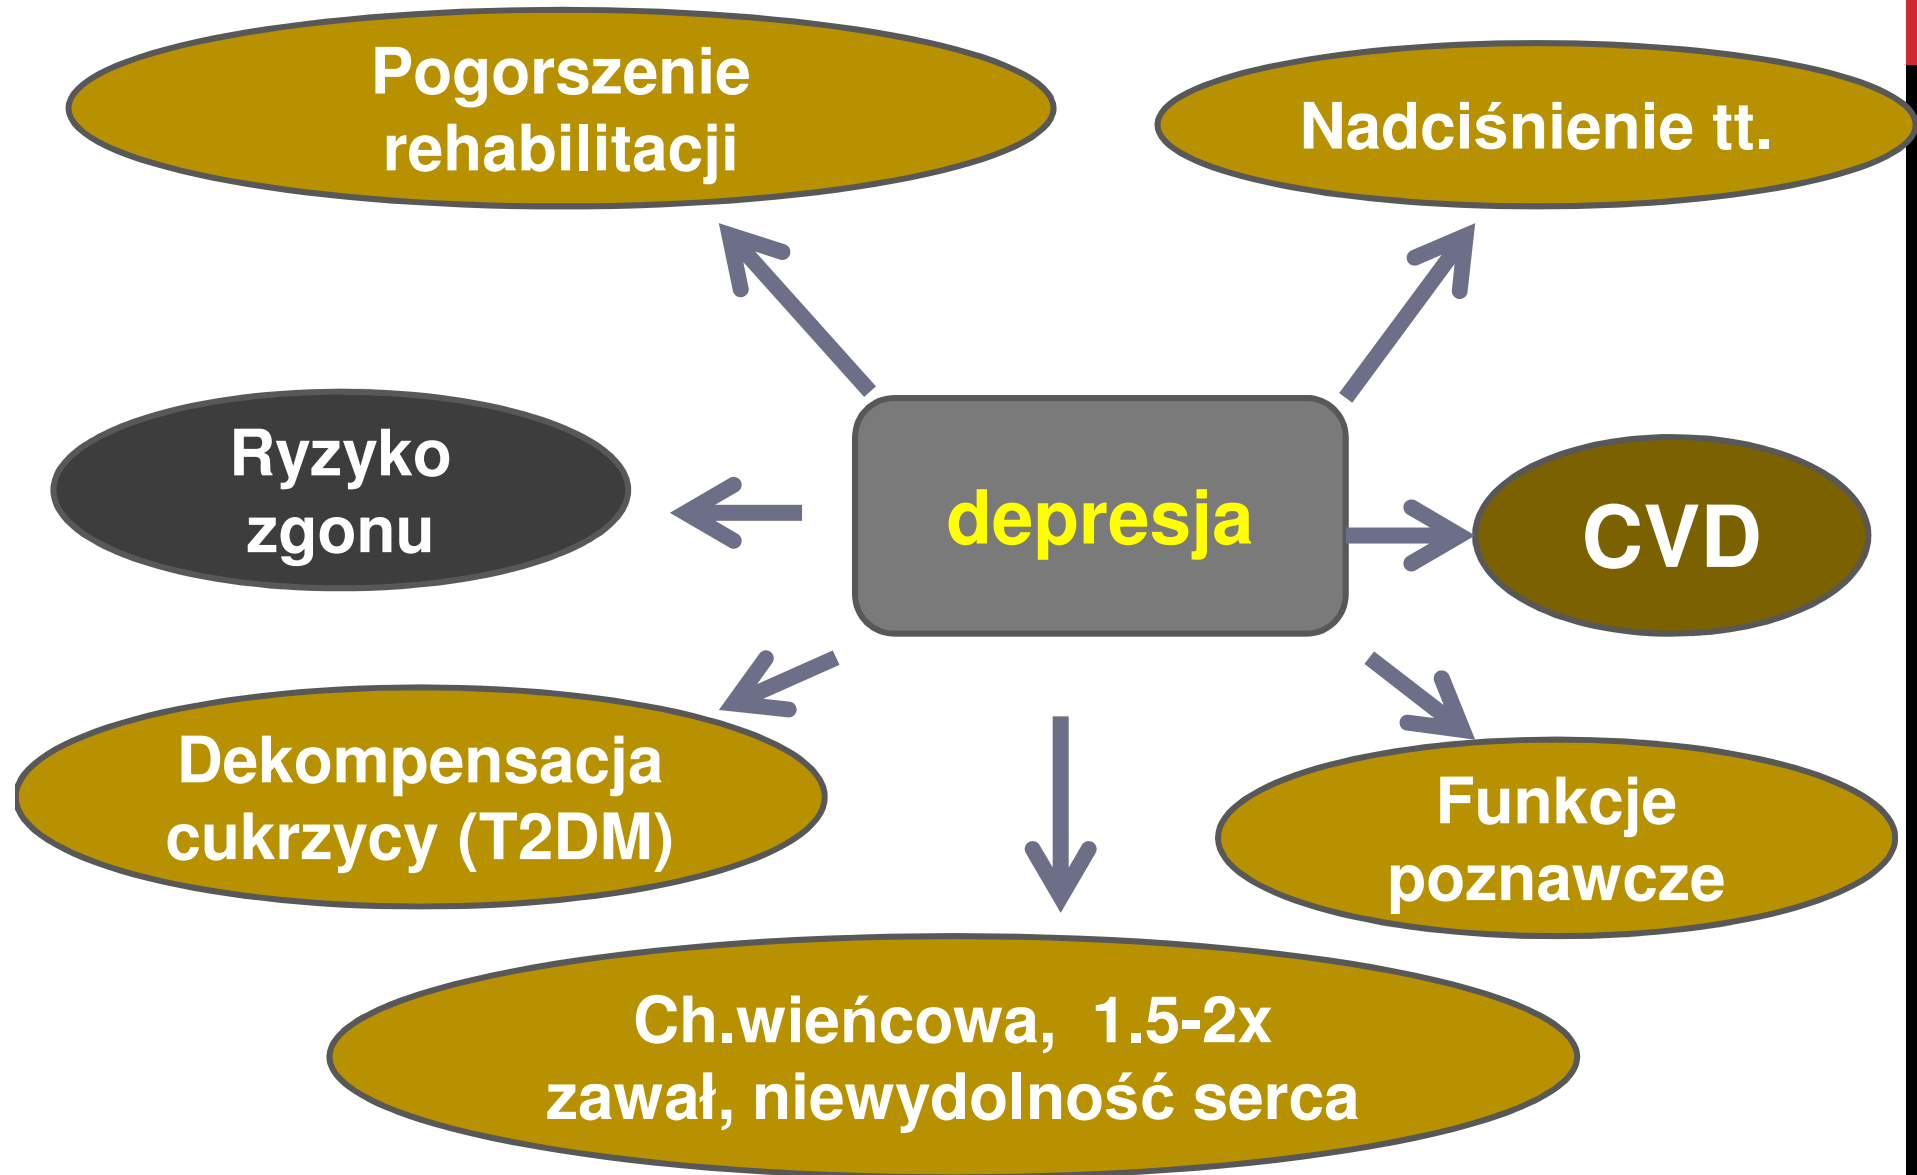 Pogorszenie
rehabilitacji
Nadciśnienie tt.
Ryzyko
zgonu
depresja
CVD
Dekompensacja
cukrzycy (T2DM)
Funkcje
poznawcze
Ch.wieńcowa, 1.5-2x
zawał, niewydolność serca